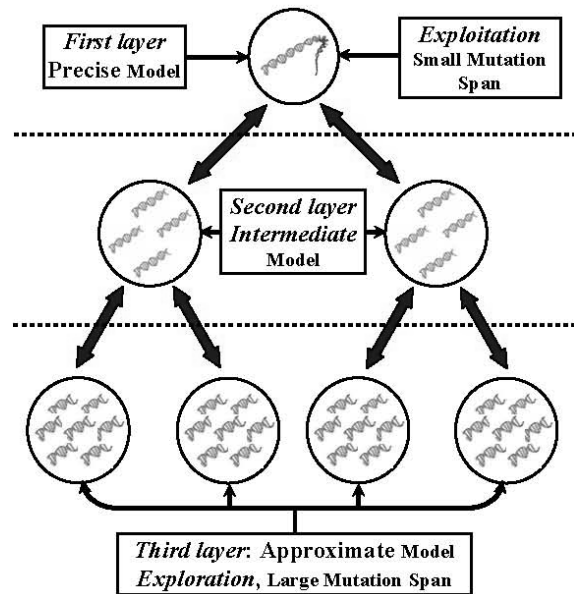 First layer
Precise Model
Exploitation
Small Mutation
Span
Second layer
Intermediate
Model
Third layer: Approximate Model
Exploration, Large Mutation Span